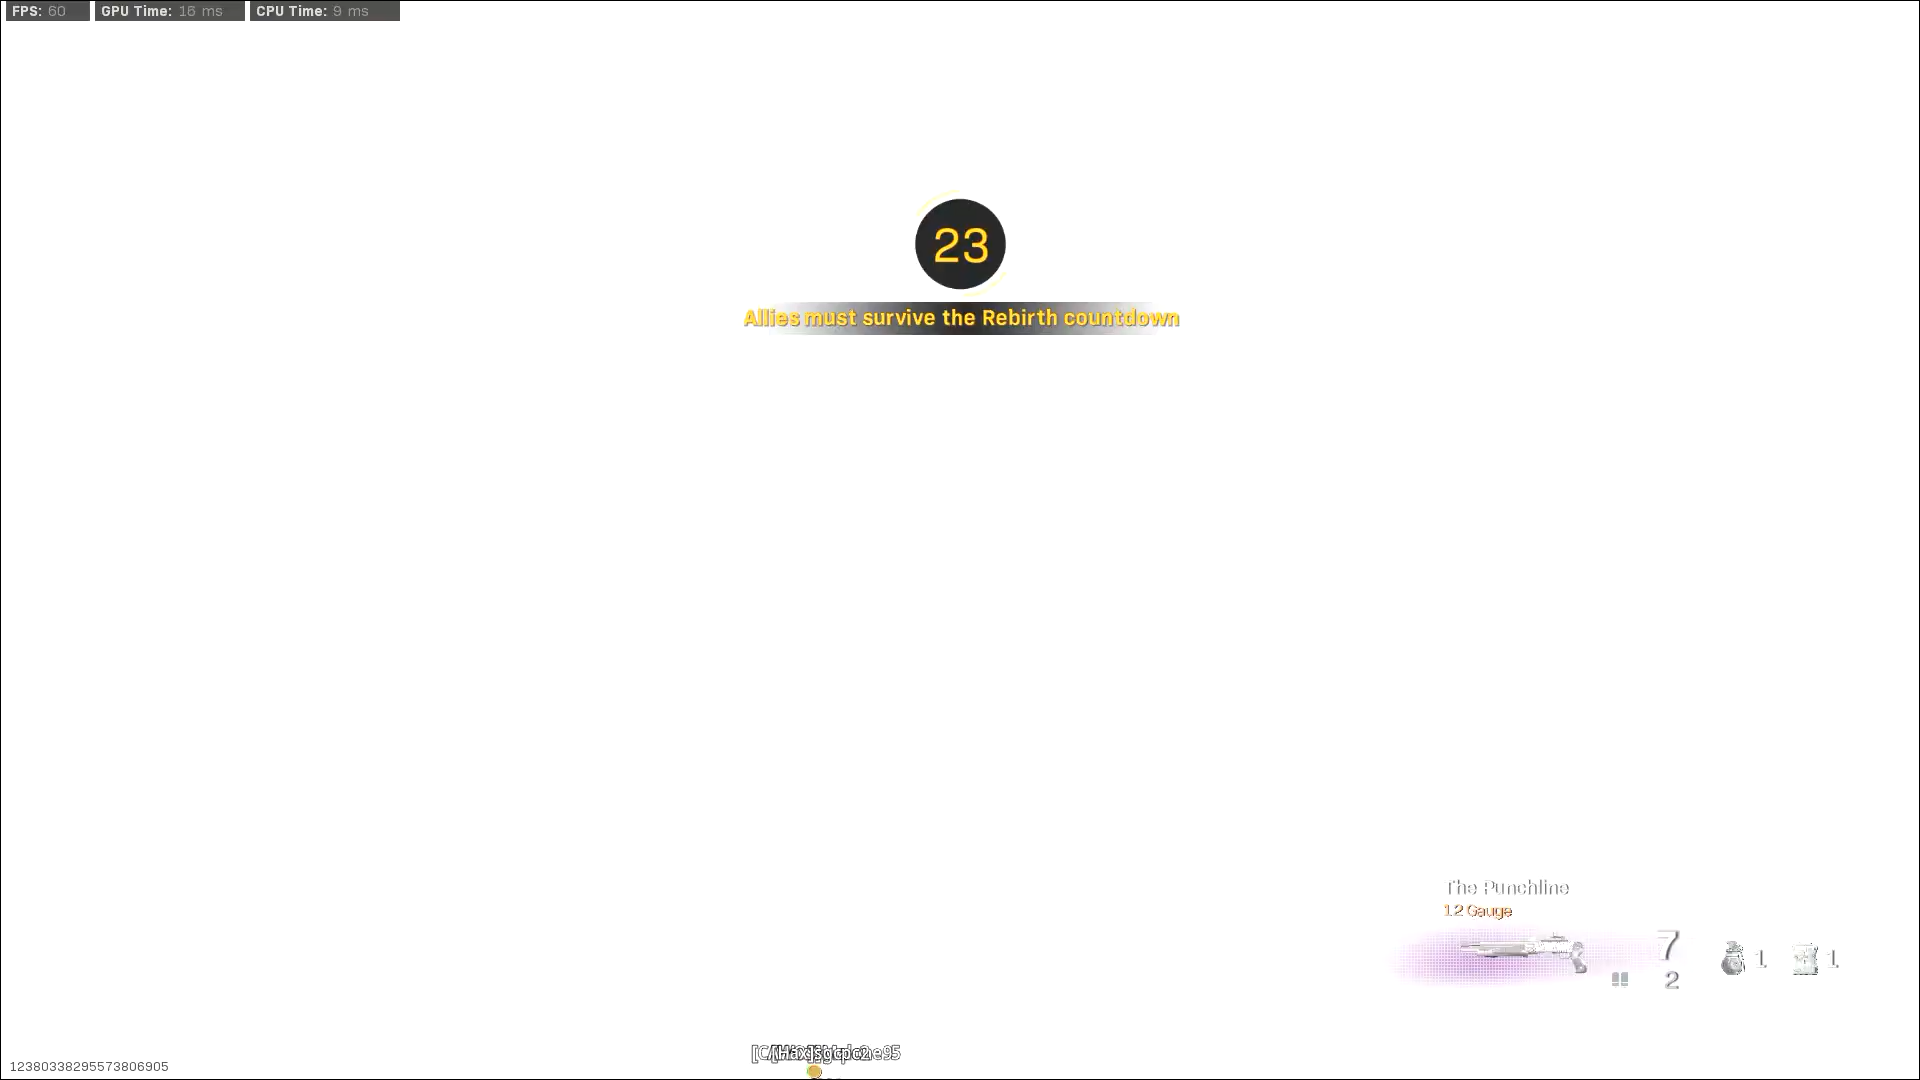 FPS: 60 GPU Time: 16 ms CPU Time: 9 ms
23
Allies must survive the Rebirth countdown
The Punchline
12 Gauge
7
2
1
1
12380338295573806905